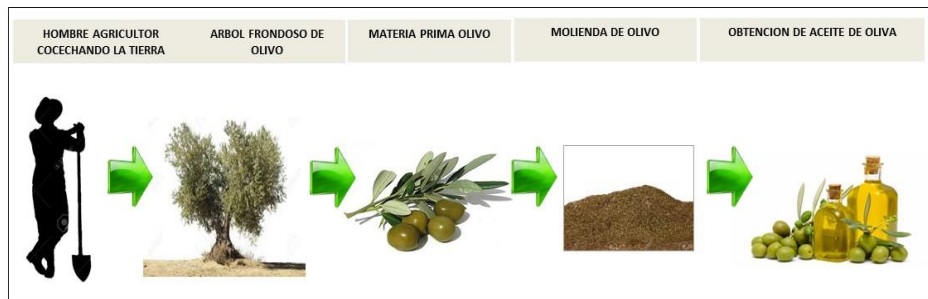 HOMBRE AGRICULTOR
COCECHANDO LA TIERRA
ARBOL FRONDOSO DE
OLIVO
MATERIA PRIMA OLIVO
MOLIENDA DE OLIVO
OBTENCION DE ACEITE DE OLIVA